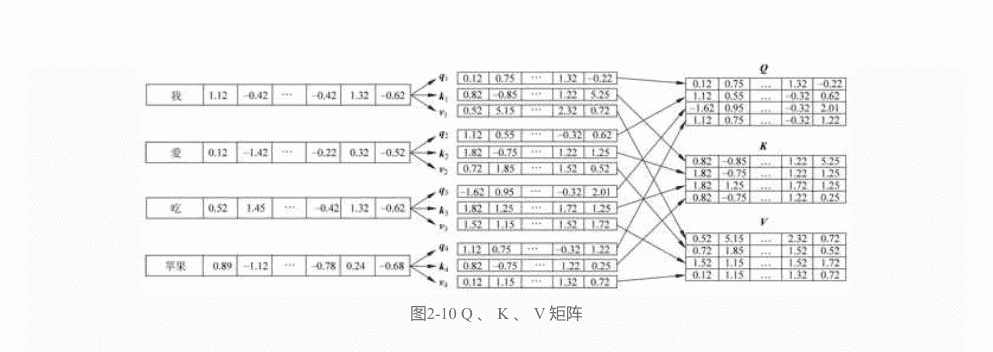 我 1.12 −0.42 … −0.42 1.32 −0.62
q1 0.12 0.75 … 1.32 −0.22
k1 0.82 −0.85 … 1.22 5.25
v1 0.52 5.15 … 2.32 0.72
爱 0.12 −1.42 … −0.22 0.32 −0.52
q2 1.12 0.55 … −0.32 0.62
k2 1.82 −0.75 … 1.22 1.25
v2 0.72 1.85 … 1.52 0.52
吃 0.52 1.45 … −0.42 1.32 −0.62
q3 −1.62 0.95 … −0.32 2.01
k3 1.82 1.25 … 1.72 1.25
v3 1.52 1.15 … 1.52 1.72
苹果 0.89 −1.12 … −0.78 0.24 −0.68
q4 1.12 0.75 … −0.32 1.22
k4 0.82 −0.75 … 1.22 0.25
v4 0.12 1.15 … 1.32 0.72
Q
0.12 0.75 … 1.32 −0.22
1.12 0.55 … −0.32 0.62
−1.62 0.95 … −0.32 2.01
1.12 0.75 … −0.32 1.22
K
0.82 −0.85 … 1.22 5.25
1.82 −0.75 … 1.22 1.25
1.82 1.25 … 1.72 1.25
0.82 −0.75 … 1.22 0.25
V
0.52 5.15 … 2.32 0.72
0.72 1.85 … 1.52 0.52
1.52 1.15 … 1.52 1.72
0.12 1.15 … 1.32 0.72
图2-10 Q 、 K 、 V 矩阵